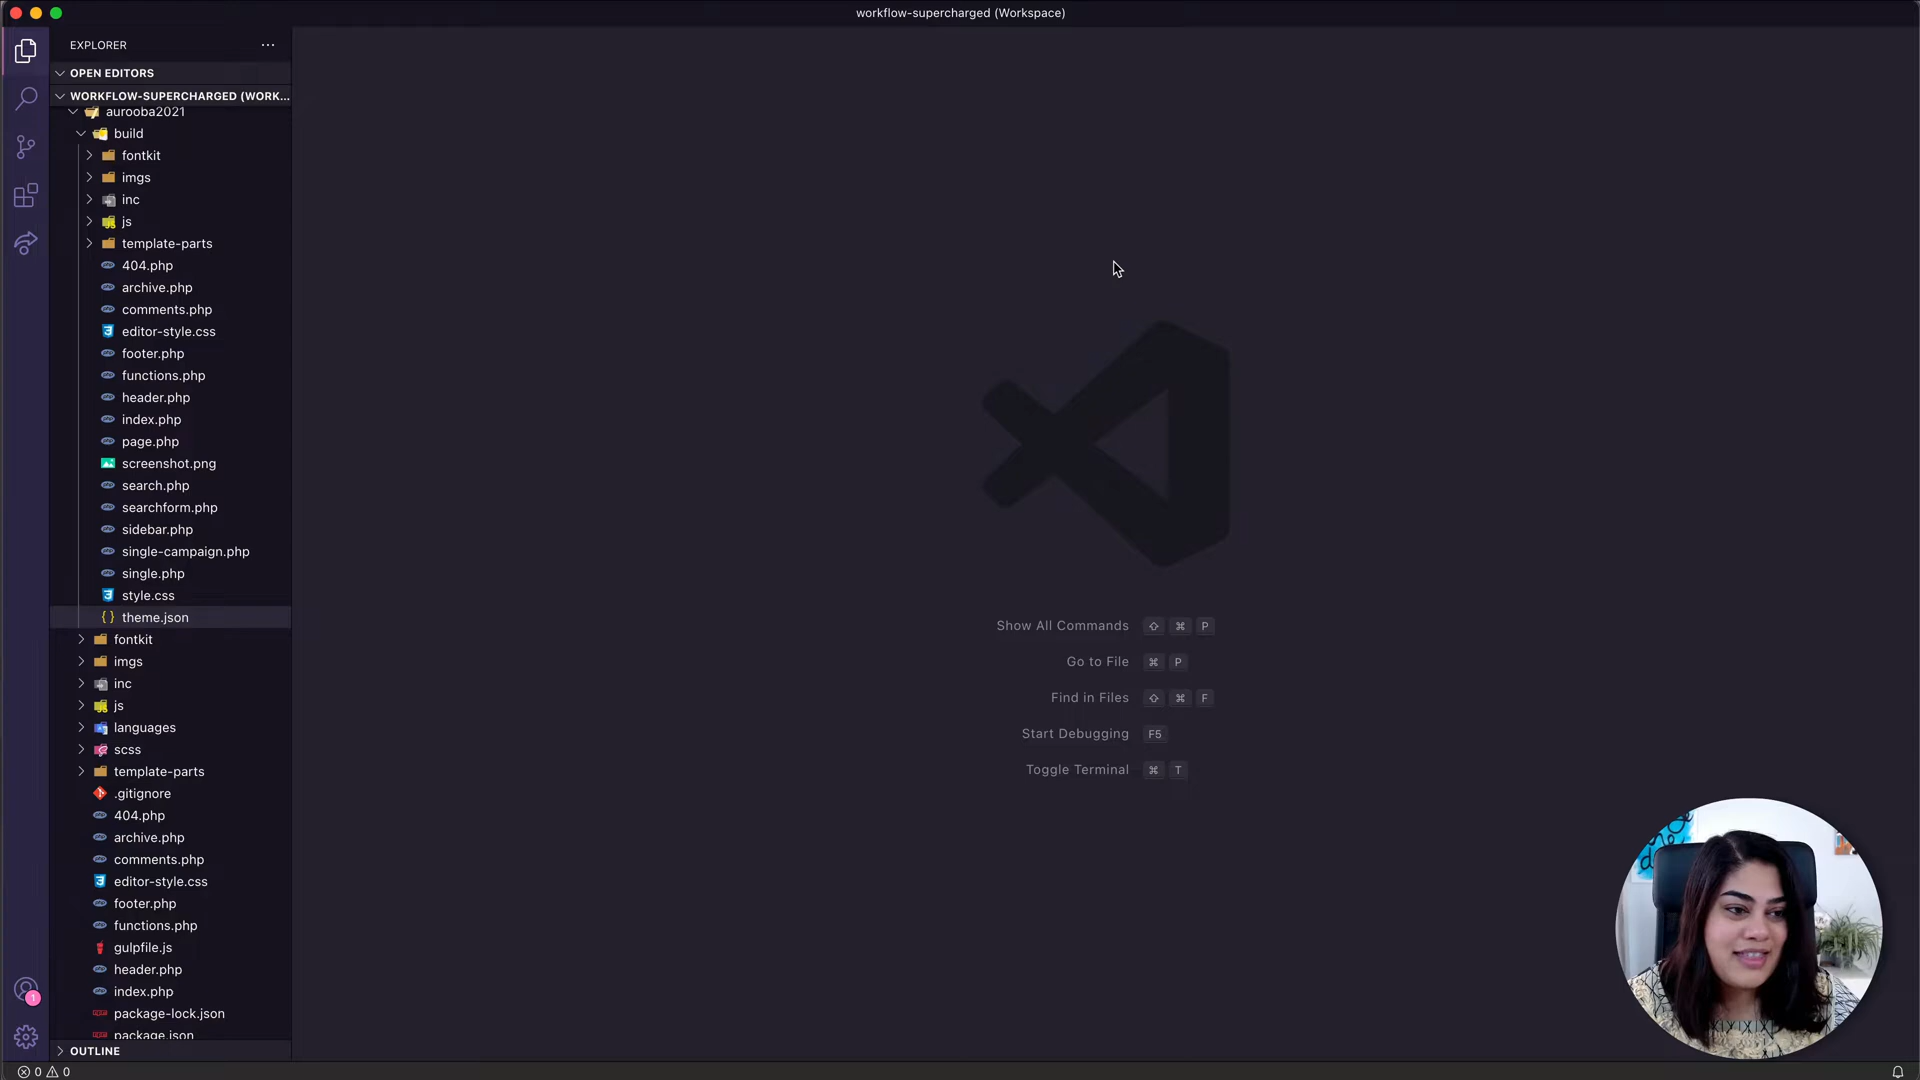 workflow-supercharged (Workspace)
EXPLORER
OPEN EDITORS
WORKFLOW-SUPERCHARGED (WORK...
aurooba2021
build
fontkit
imgs
inc
js
template-parts
404.php
archive.php
comments.php
editor-style.css
footer.php
functions.php
header.php
index.php
page.php
screenshot.png
search.php
searchform.php
sidebar.php
single-campaign.php
single.php
style.css
theme.json
fontkit
imgs
inc
js
languages
scss
template-parts
.gitignore
404.php
archive.php
comments.php
editor-style.css
footer.php
functions.php
gulpfile.js
header.php
index.php
package-lock.json
package.json
OUTLINE
0 0
1
Show All Commands ⇧ ⌘ P
Go to File ⌘ P
Find in Files ⇧ ⌘ F
Start Debugging F5
Toggle Terminal ⌘ T